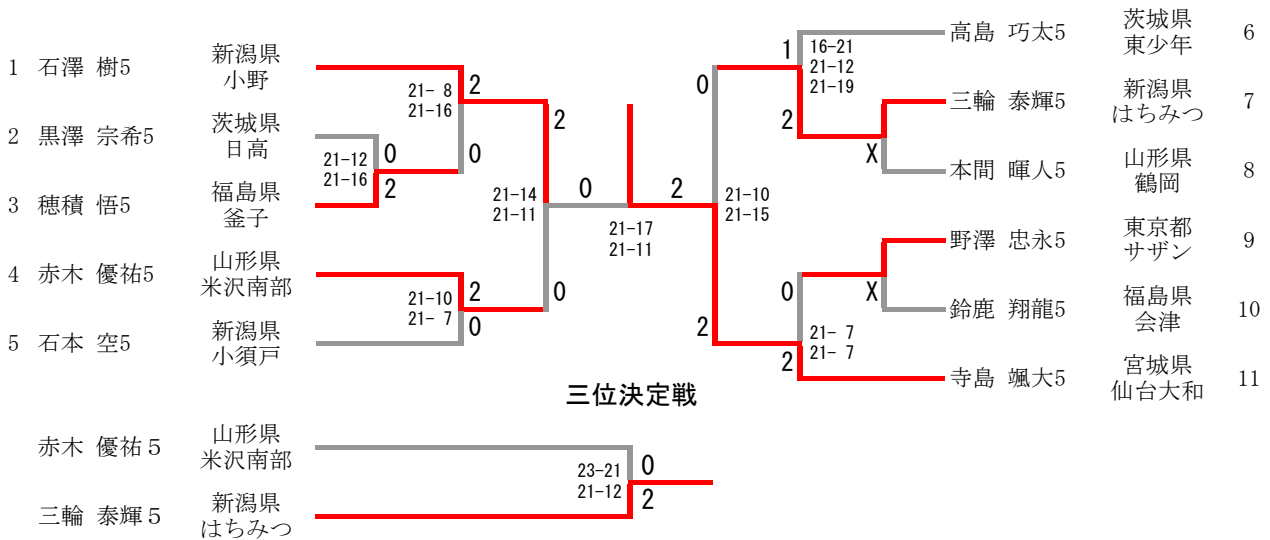 1 石澤 樹5 新潟県
小野
2 黒澤 宗希5 茨城県
日高
3 穂積 悟5 福島県
釜子
4 赤木 優祐5 山形県
米沢南部
5 石本 空5 新潟県
小須戸
21- 8
21-16
2
0
21-12
21-16
0
2
21-10
21- 7
2
0
21-14
21-11
2
0
0
2
21-17
21-11
高島 巧太5 茨城県
東少年 6
三輪 泰輝5 新潟県
はちみつ 7
本間 暉人5 山形県
鶴岡 8
野澤 忠永5 東京都
サザン 9
鈴鹿 翔龍5 福島県
会津 10
寺島 颯大5 宮城県
仙台大和 11
1
16-21
21-12
21-19
2
X
0
21-10
21-15
2
X
0
21- 7
21- 7
2
三位決定戦
赤木 優祐5 山形県
米沢南部
三輪 泰輝5 新潟県
はちみつ
23-21
21-12
0
2